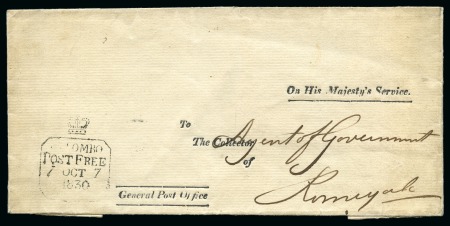 On His Majesty's Service.
To
The Collector Agent of Government
of
COLOMBO
POST FREE
7 OCT 7
1830
General Post Office